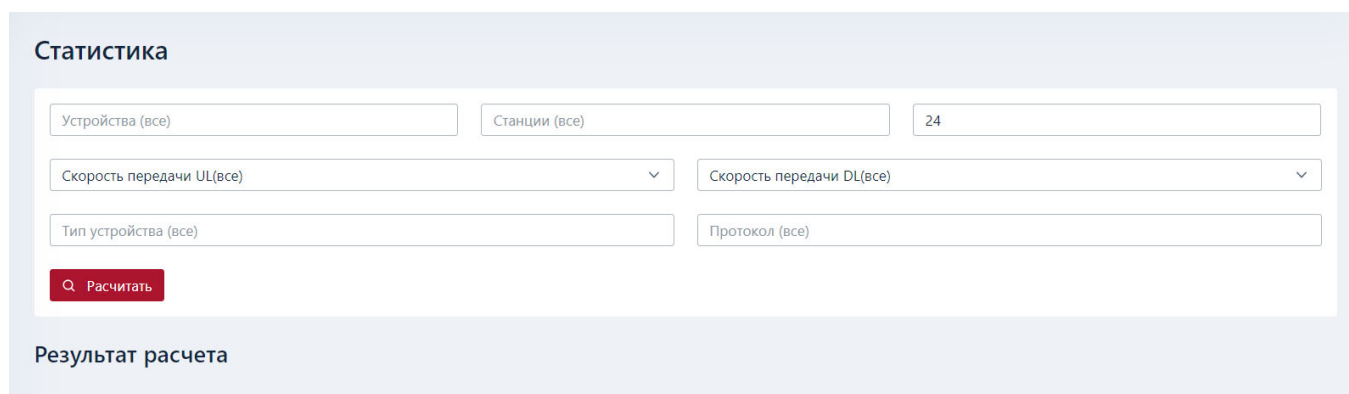 Статистика
Устройства (все)
Станции (все)
24
Скорость передачи UL(все)
Скорость передачи DL(все)
Тип устройства (все)
Протокол (все)
Расчитать
Результат расчета